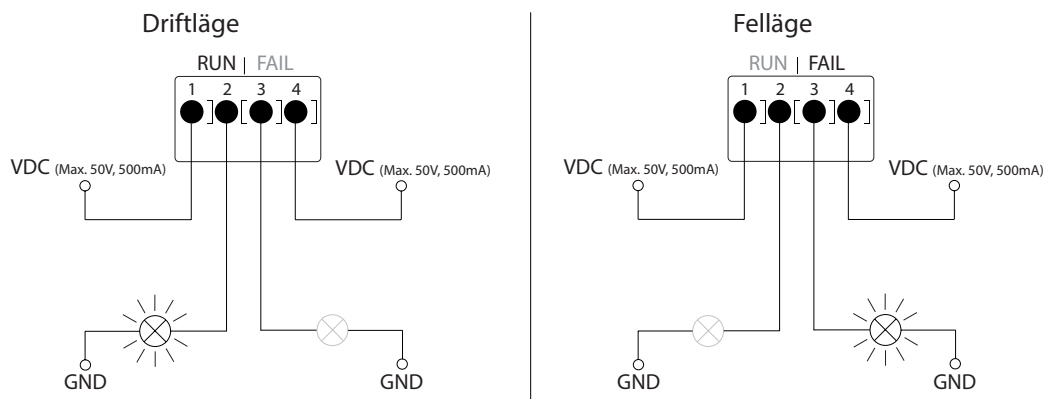 Driftläge
RUN | FAIL
1 2 3 4
VDC (Max. 50V, 500mA)
VDC (Max. 50V, 500mA)
GND
GND
Felläge
RUN | FAIL
1 2 3 4
VDC (Max. 50V, 500mA)
VDC (Max. 50V, 500mA)
GND
GND